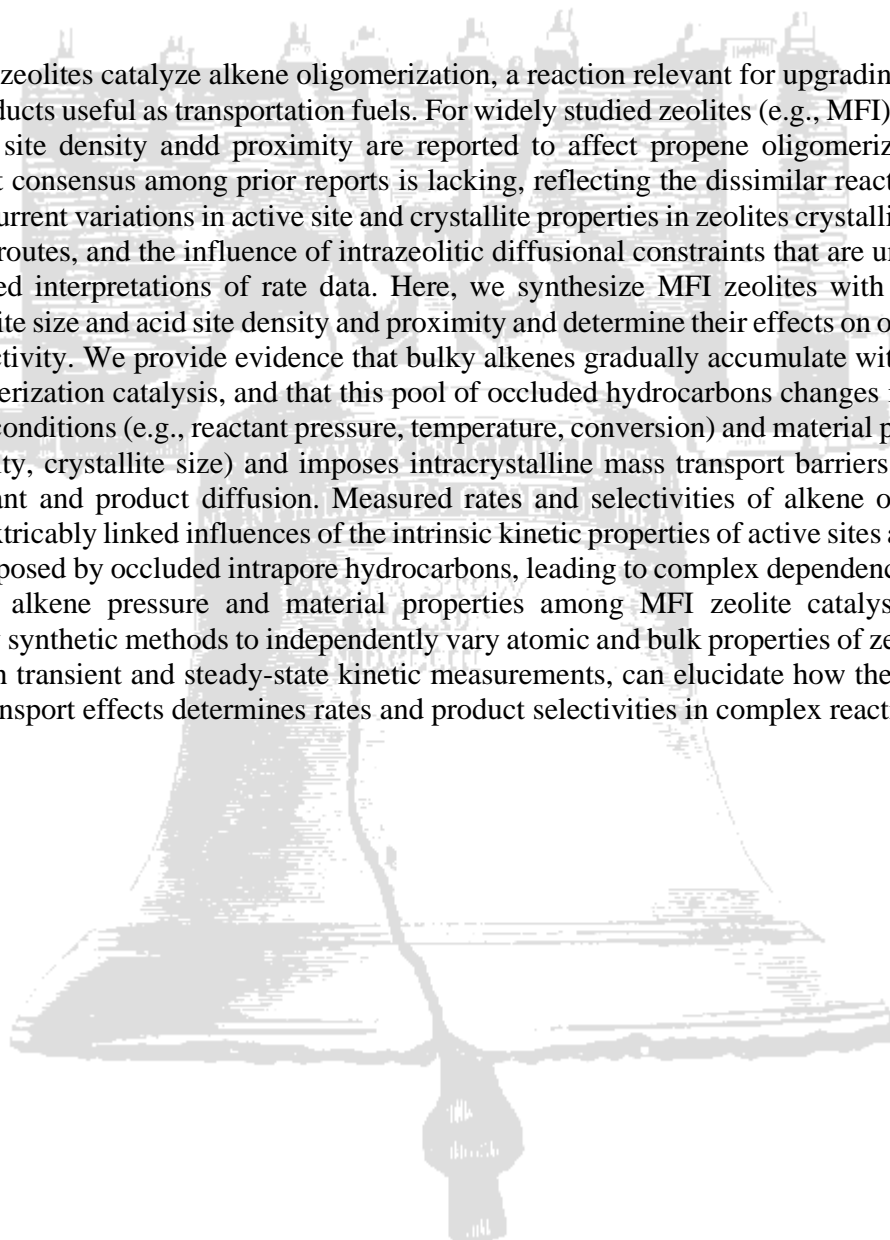 zeolites catalyze alkene oligomerization, a reaction relevant for upgradin
ducts useful as transportation fuels. For widely studied zeolites (e.g., MFI)
site density andd proximity are reported to affect propene oligomeriz
t consensus among prior reports is lacking, reflecting the dissimilar react
urrent variations in active site and crystallite properties in zeolites crystalli
routes, and the influence of intrazeolitic diffusional constraints that are u
ed interpretations of rate data. Here, we synthesize MFI zeolites with
ite size and acid site density and proximity and determine their effects on o
ctivity. We provide evidence that bulky alkenes gradually accumulate wit
erization catalysis, and that this pool of occluded hydrocarbons changes
conditions (e.g., reactant pressure, temperature, conversion) and material p
ity, crystallite size) and imposes intracrystalline mass transport barriers
ant and product diffusion. Measured rates and selectivities of alkene o
xtricably linked influences of the intrinsic kinetic properties of active sites a
posed by occluded intrapore hydrocarbons, leading to complex dependenc
alkene pressure and material properties among MFI zeolite catalys
synthetic methods to independently vary atomic and bulk properties of ze
n transient and steady-state kinetic measurements, can elucidate how the
nsport effects determines rates and product selectivities in complex reacti